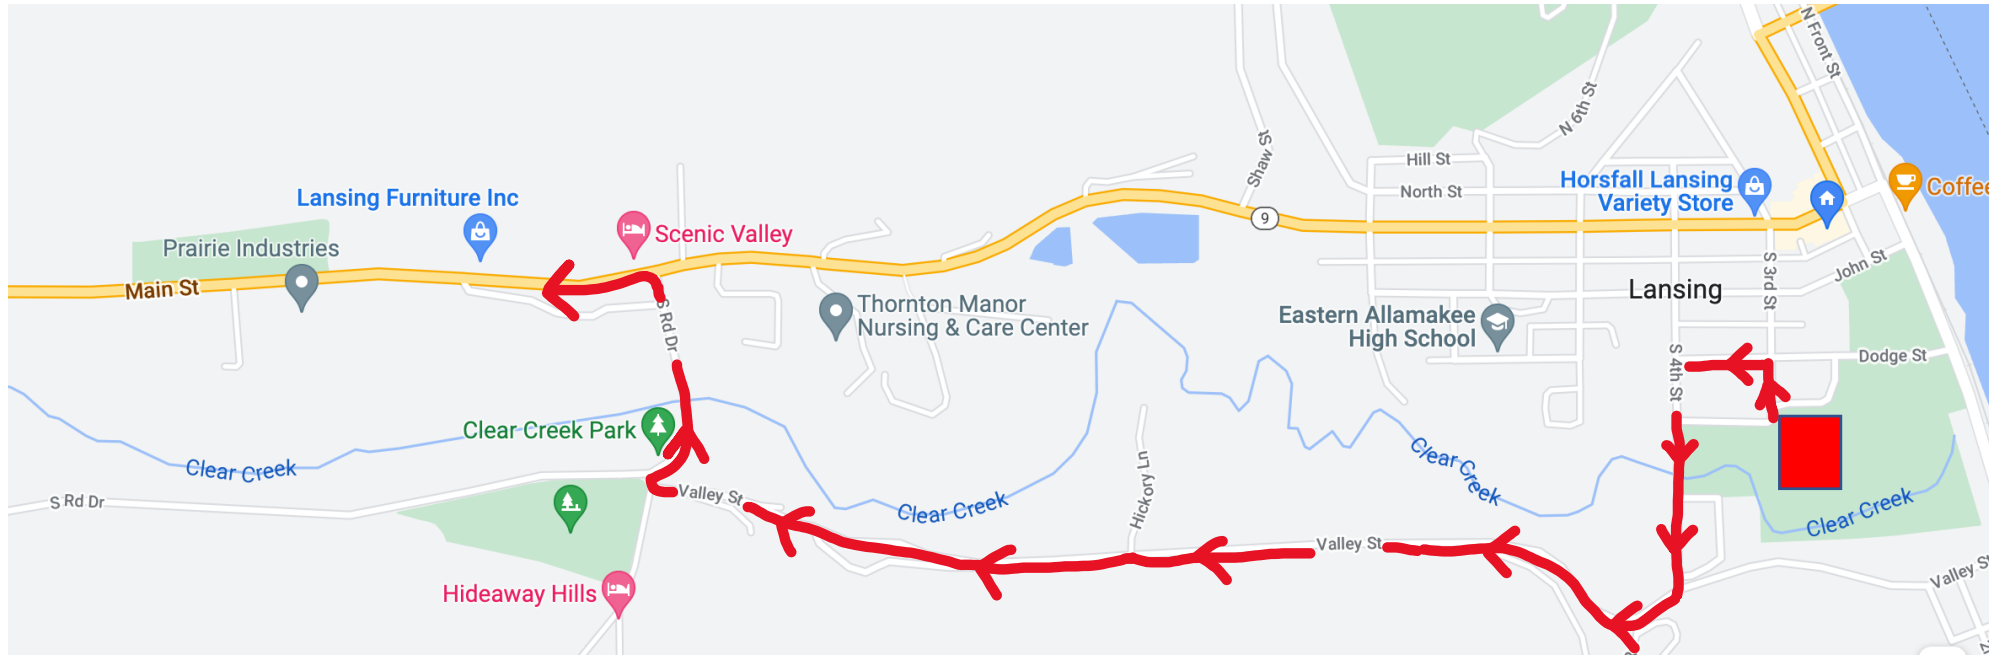 N Front St
N 6th St
Shaw St
Hill St
North St
Horsfall Lansing
Variety Store
Coffee
Lansing Furniture Inc
9
Scenic Valley
Prairie Industries
Main St
S 3rd St
John St
Lansing
Thornton Manor
Nursing & Care Center
Eastern Allamakee
High School
S Rd Dr
S 4th St
Dodge St
Clear Creek Park
Clear Creek
Clear Creek
Hickory Ln
S Rd Dr
Valley St
Clear Creek
Clear Creek
Valley St
Valley St
Hideaway Hills